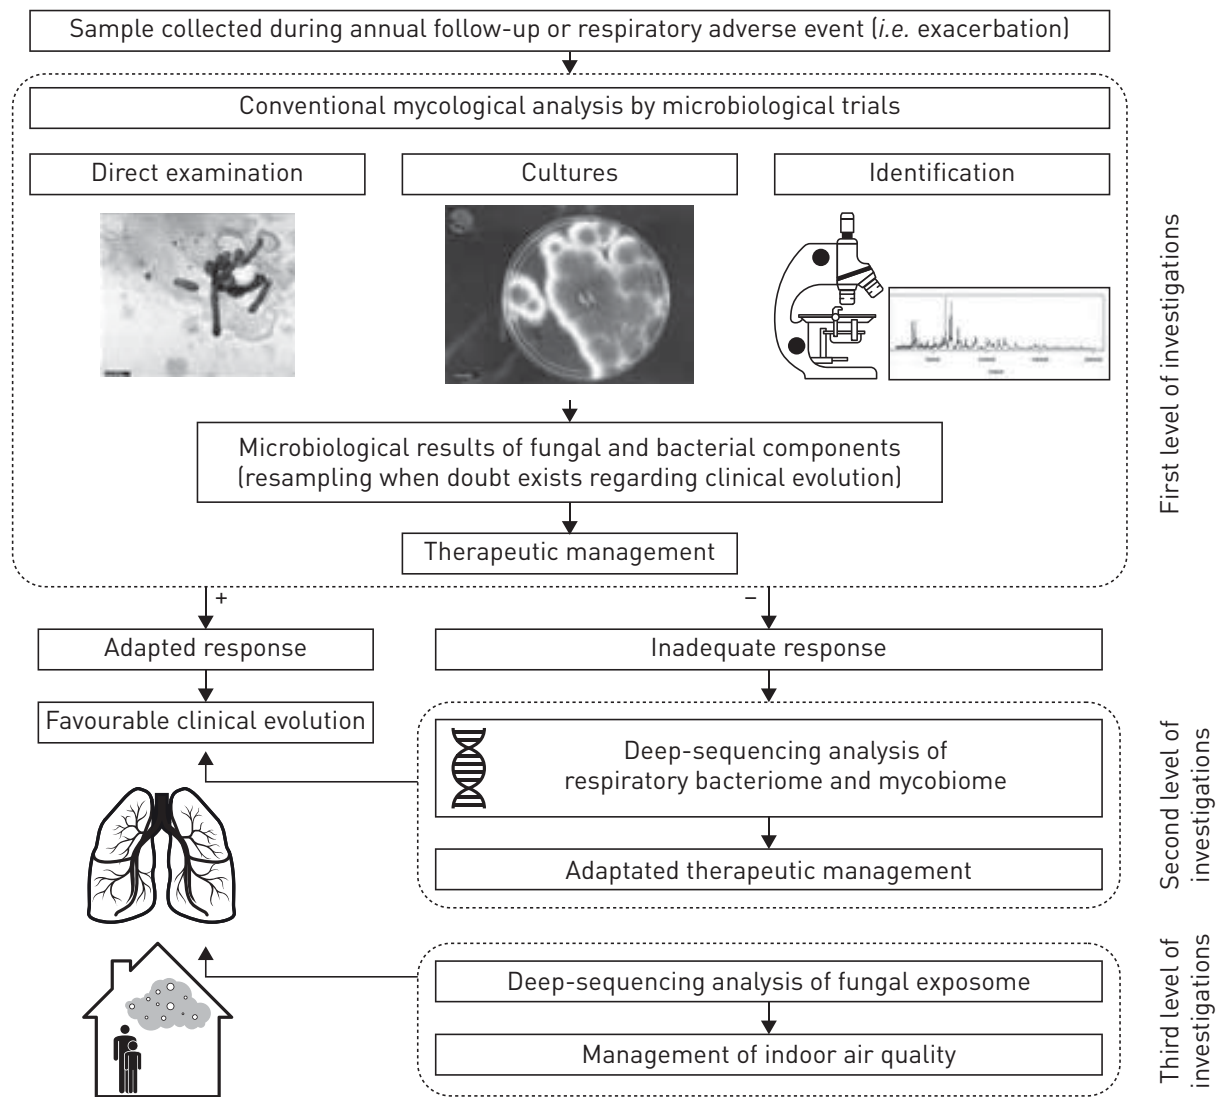 Sample collected during annual follow-up or respiratory adverse event (i.e. exacerbation)
Conventional mycological analysis by microbiological trials
Direct examination
Cultures
Identification
Microbiological results of fungal and bacterial components
(resampling when doubt exists regarding clinical evolution)
Therapeutic management
First level of investigations
+
–
Adapted response
Inadequate response
Favourable clinical evolution
Deep-sequencing analysis of
respiratory bacteriome and mycobiome
Adaptated therapeutic management
Second level of
investigations
Deep-sequencing analysis of fungal exposome
Management of indoor air quality
Third level of
investigations